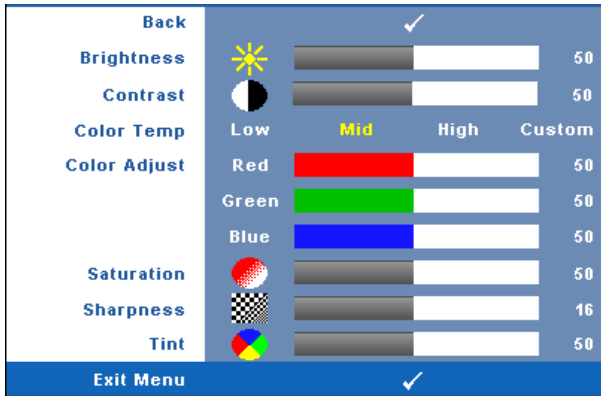 Back
Brightness 50
Contrast 50
Color Temp Low Mid High Custom
Color Adjust Red 50
Green 50
Blue 50
Saturation 50
Sharpness 16
Tint 50
Exit Menu